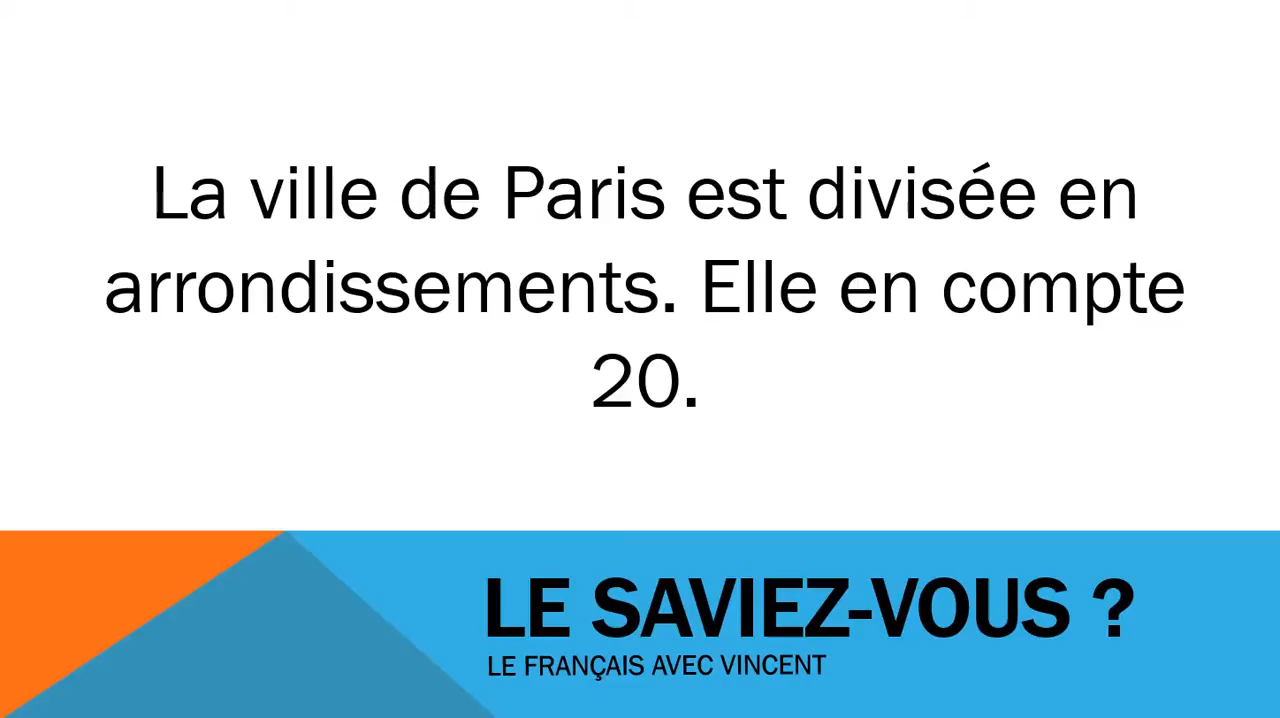 La ville de Paris est divisée en
arrondissements. Elle en compte
20.
LE SAVIEZ-VOUS ?
LE FRANÇAIS AVEC VINCENT